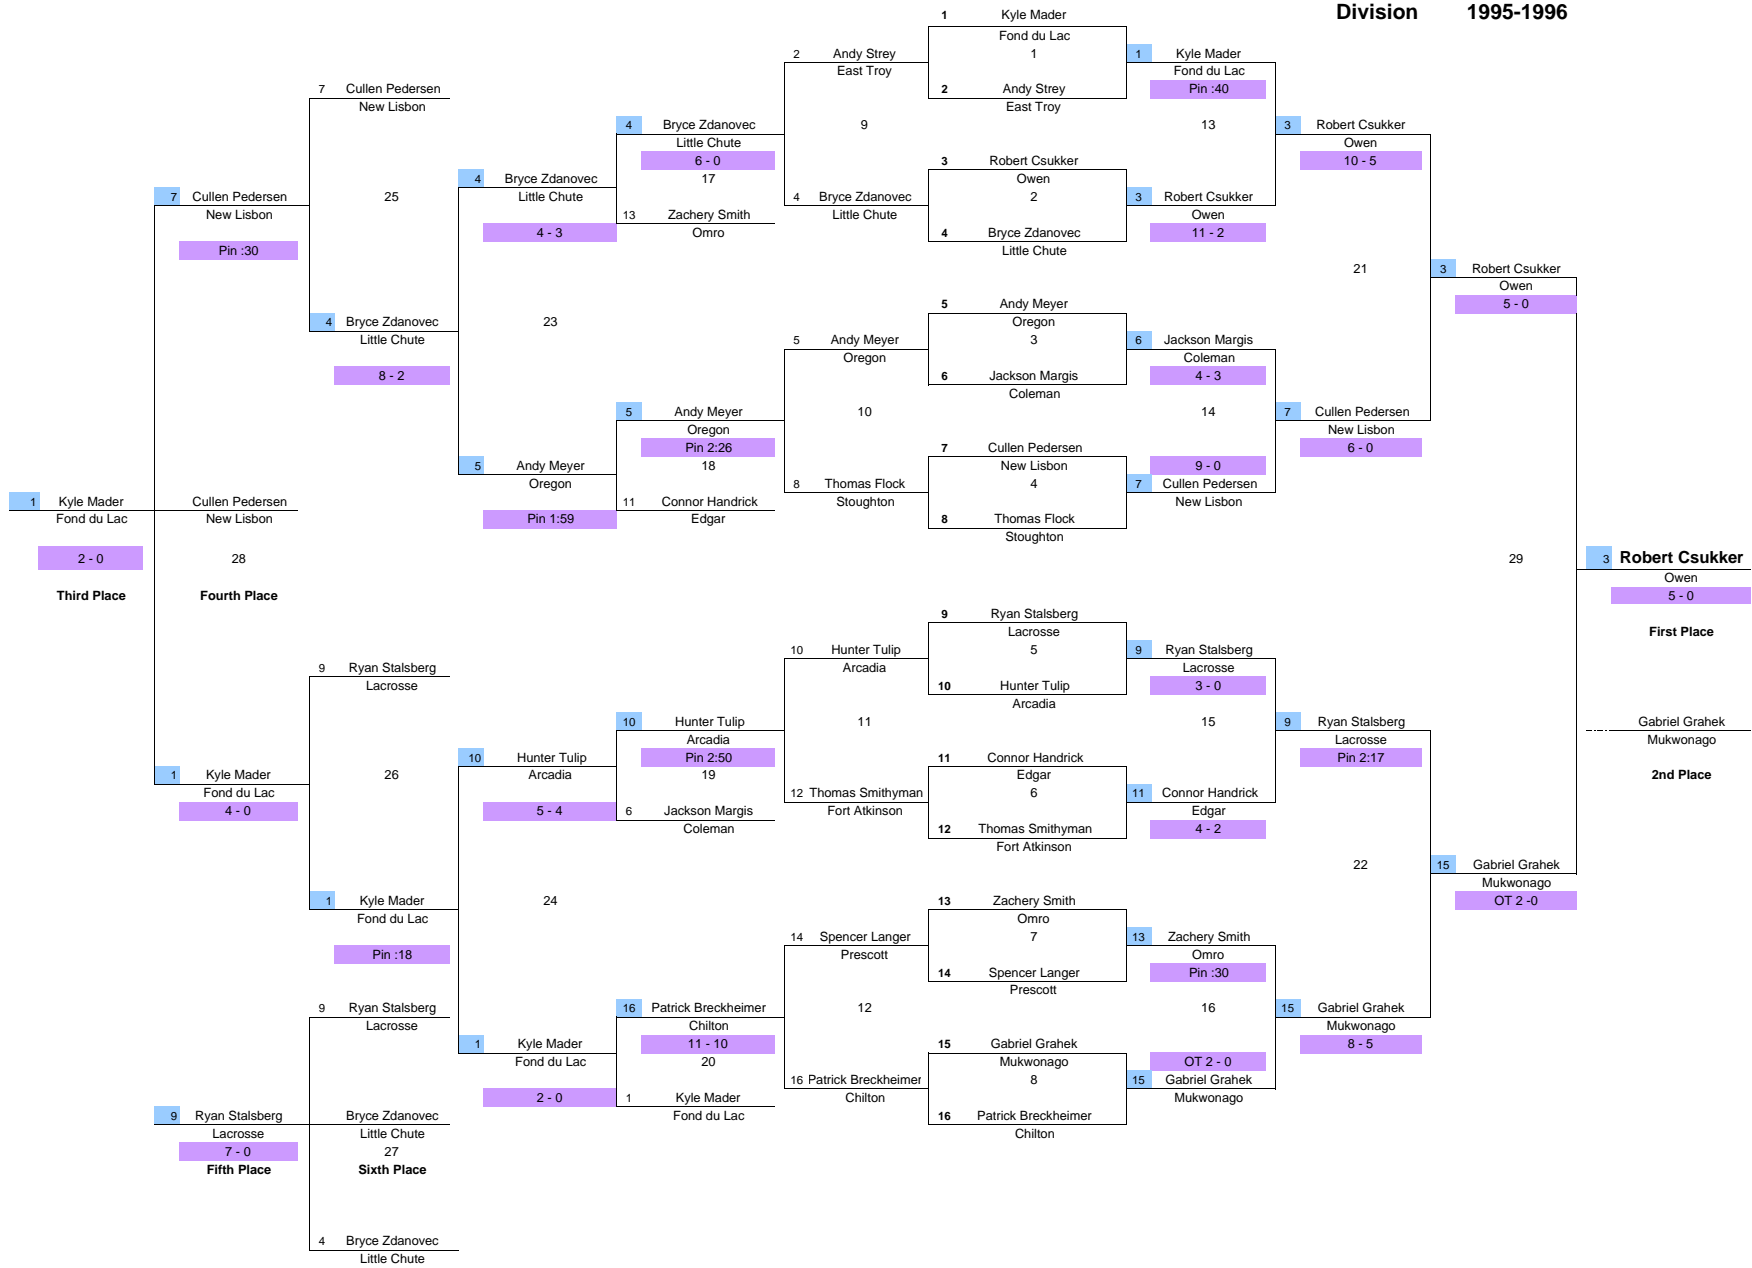 Division 1995-1996
1 Kyle Mader
Fond du Lac
1
2 Andy Strey
East Troy
3 Robert Csukker
Owen
2
4 Bryce Zdanovec
Little Chute
5 Andy Meyer
Oregon
3
6 Jackson Margis
Coleman
7 Cullen Pedersen
New Lisbon
4
8 Thomas Flock
Stoughton
9 Ryan Stalsberg
Lacrosse
5
10 Hunter Tulip
Arcadia
11 Connor Handrick
Edgar
6
12 Thomas Smithyman
Fort Atkinson
13 Zachery Smith
Omro
7
14 Spencer Langer
Prescott
15 Gabriel Grahek
Mukwonago
8
16 Patrick Breckheimer
Chilton
1 Kyle Mader
Fond du Lac
Pin :40
13
3 Robert Csukker
Owen
11 - 2
6 Jackson Margis
Coleman
4 - 3
14
9 - 0
7 Cullen Pedersen
New Lisbon
9 Ryan Stalsberg
Lacrosse
3 - 0
15
11 Connor Handrick
Edgar
4 - 2
13 Zachery Smith
Omro
Pin :30
16
OT 2 - 0
15 Gabriel Grahek
Mukwonago
3 Robert Csukker
Owen
10 - 5
21
7 Cullen Pedersen
New Lisbon
6 - 0
9 Ryan Stalsberg
Lacrosse
Pin 2:17
22
15 Gabriel Grahek
Mukwonago
8 - 5
3 Robert Csukker
Owen
5 - 0
29
15 Gabriel Grahek
Mukwonago
OT 2 -0
3 Robert Csukker
Owen
5 - 0
First Place
Gabriel Grahek
Mukwonago
2nd Place
2 Andy Strey
East Troy
9
4 Bryce Zdanovec
Little Chute
5 Andy Meyer
Oregon
10
8 Thomas Flock
Stoughton
10 Hunter Tulip
Arcadia
11
12 Thomas Smithyman
Fort Atkinson
14 Spencer Langer
Prescott
12
16 Patrick Breckheimer
Chilton
4 Bryce Zdanovec
Little Chute
6 - 0
17
13 Zachery Smith
Omro
5 Andy Meyer
Oregon
Pin 2:26
18
11 Connor Handrick
Edgar
10 Hunter Tulip
Arcadia
Pin 2:50
19
6 Jackson Margis
Coleman
16 Patrick Breckheimer
Chilton
11 - 10
20
1 Kyle Mader
Fond du Lac
4 Bryce Zdanovec
Little Chute
4 - 3
23
5 Andy Meyer
Oregon
Pin 1:59
10 Hunter Tulip
Arcadia
5 - 4
24
1 Kyle Mader
Fond du Lac
2 - 0
7 Cullen Pedersen
New Lisbon
25
4 Bryce Zdanovec
Little Chute
8 - 2
9 Ryan Stalsberg
Lacrosse
26
1 Kyle Mader
Fond du Lac
Pin :18
7 Cullen Pedersen
New Lisbon
Pin :30
1 Kyle Mader
Fond du Lac
4 - 0
1 Kyle Mader
Fond du Lac
2 - 0
Third Place
Cullen Pedersen
New Lisbon
28
Fourth Place
9 Ryan Stalsberg
Lacrosse
9 Ryan Stalsberg
Lacrosse
7 - 0
Fifth Place
Bryce Zdanovec
Little Chute
27
Sixth Place
4 Bryce Zdanovec
Little Chute